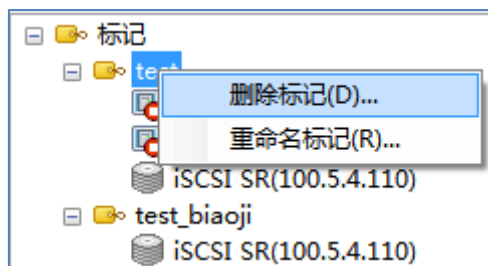 标记
test
删除标记(D)...
重命名标记(R)...
iSCSI SR(100.5.4.110)
test_biaoji
iSCSI SR(100.5.4.110)